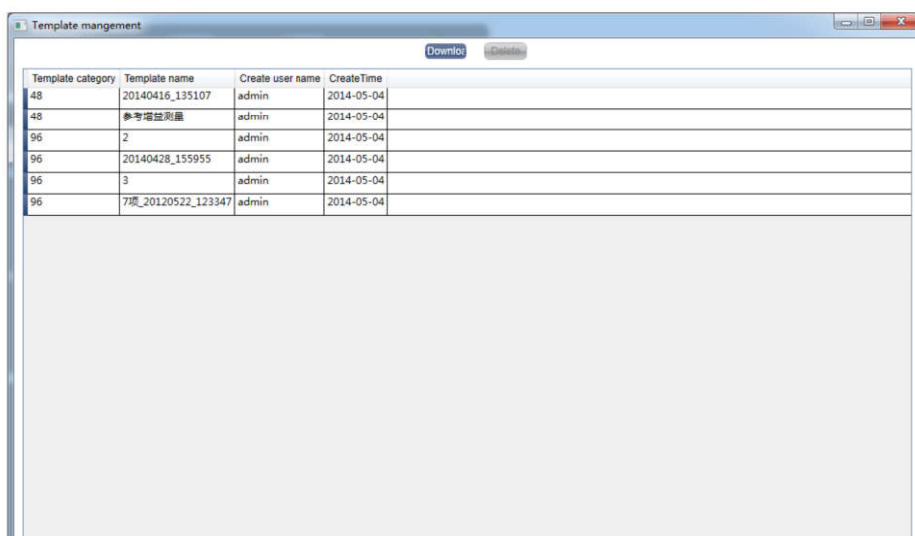 Template mangement
Downloa
Delete
Template category Template name Create user name CreateTime
48 20140416_135107 admin 2014-05-04
48 参考增益测量 admin 2014-05-04
96 2 admin 2014-05-04
96 20140428_155955 admin 2014-05-04
96 3 admin 2014-05-04
96 7项_20120522_123347 admin 2014-05-04